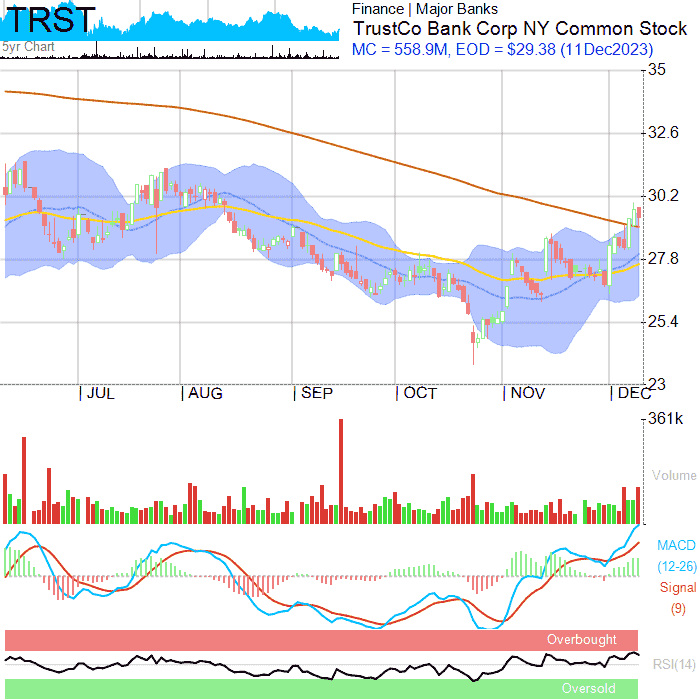 TRST
5yr Chart
Finance | Major Banks
TrustCo Bank Corp NY Common Stock
MC = 558.9M, EOD = $29.38 (11Dec2023)
35
32.6
30.2
27.8
25.4
23
| JUL | AUG | SEP | OCT | NOV | DEC
361k
Volume
MACD
(12-26)
Signal
(9)
Overbought
RSI(14)
Oversold